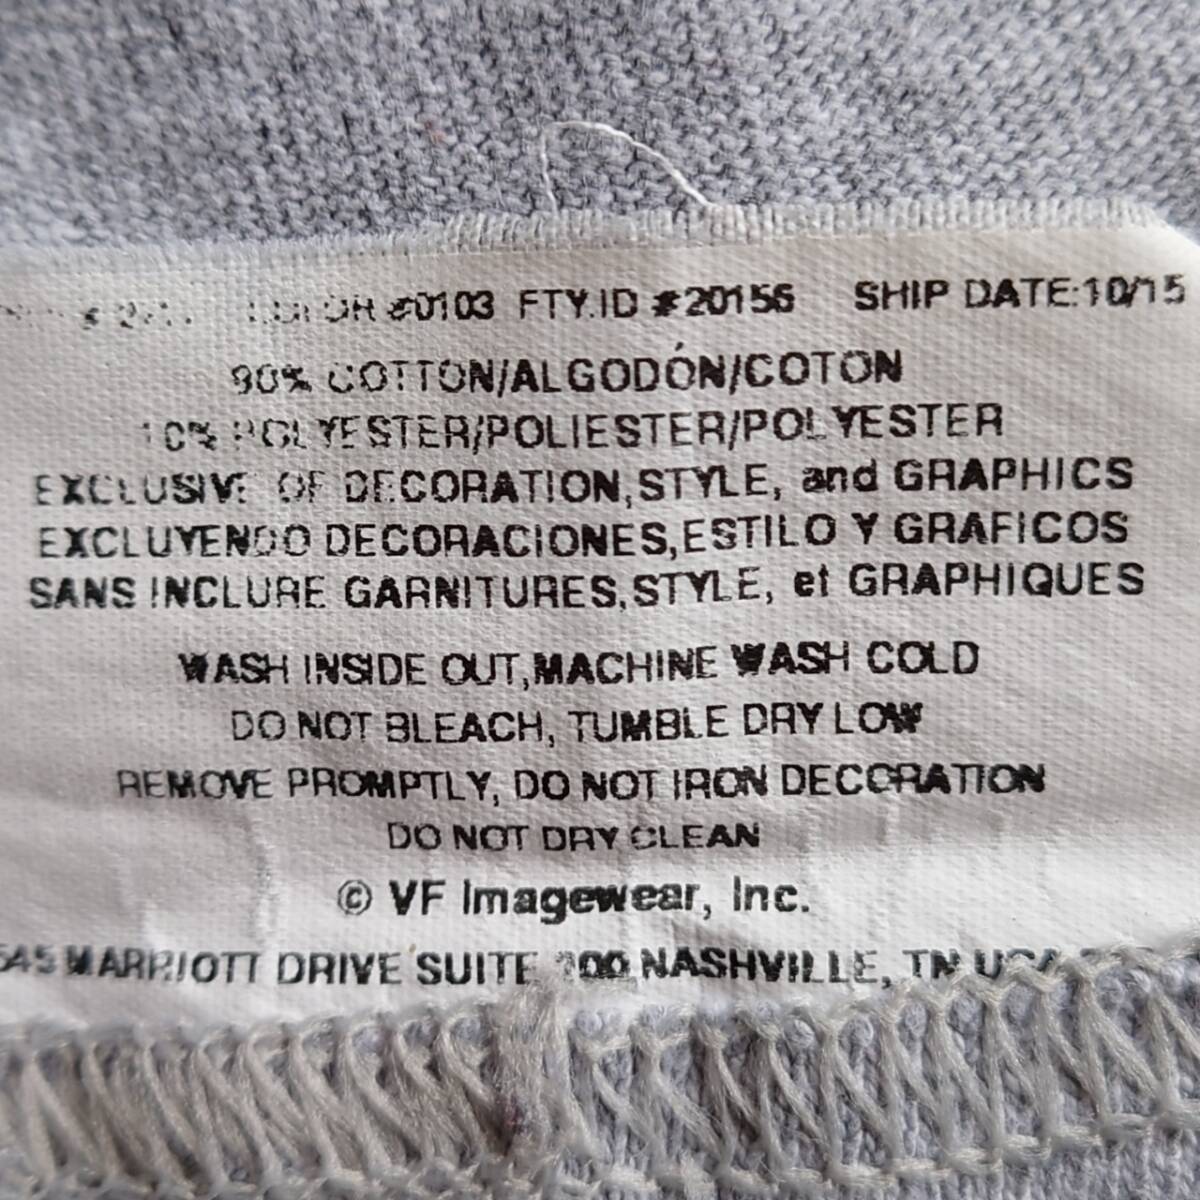 #0103 FTY.ID #20156 SHIP DATE:10/15
90% COTTON/ALGODÓN/COTON
10% POLYESTER/POLIESTER/POLYESTER
EXCLUSIVE OF DECORATION,STYLE, and GRAPHICS
EXCLUYENDO DECORACIONES,ESTILO Y GRAFICOS
SANS INCLURE GARNITURES,STYLE, et GRAPHIQUES
WASH INSIDE OUT,MACHINE WASH COLD
DO NOT BLEACH, TUMBLE DRY LOW
REMOVE PROMPTLY, DO NOT IRON DECORATION
DO NOT DRY CLEAN
© VF Imagewear, Inc.
545 MARRIOTT DRIVE SUITE NASHVILLE, TN USA